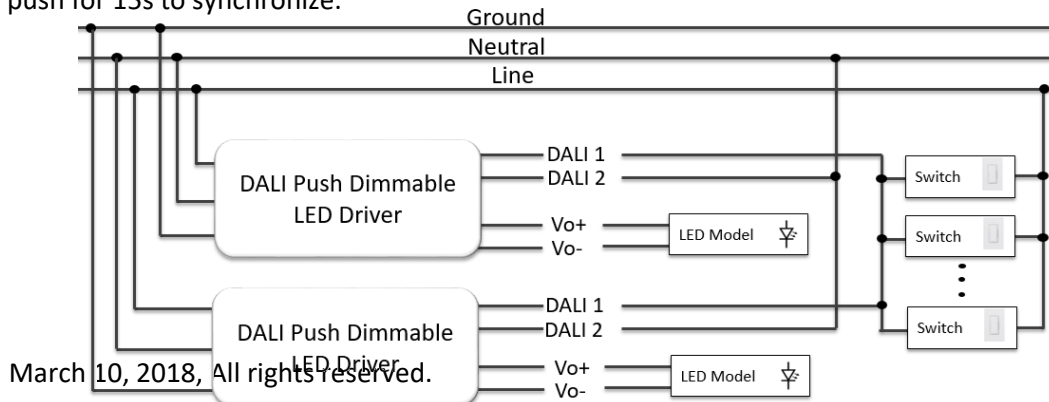 push for 15s to synchronize.
Ground
Neutral
Line
DALI Push Dimmable
LED Driver
DALI 1
DALI 2
Vo+
Vo-
LED Model
Switch
Switch
Switch
DALI Push Dimmable
LED Driver
DALI 1
DALI 2
Vo+
Vo-
LED Model
March 10, 2018, All rights reserved.